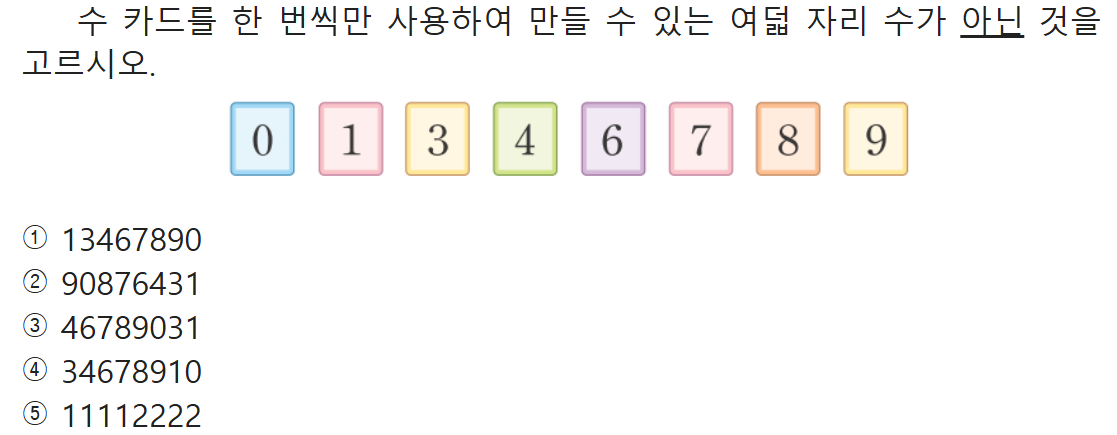 수 카드를 한 번씩만 사용하여 만들 수 있는 여덟 자리 수가 아닌 것을
고르시오.
0 1 3 4 6 7 8 9
① 13467890
② 90876431
③ 46789031
④ 34678910
⑤ 11112222